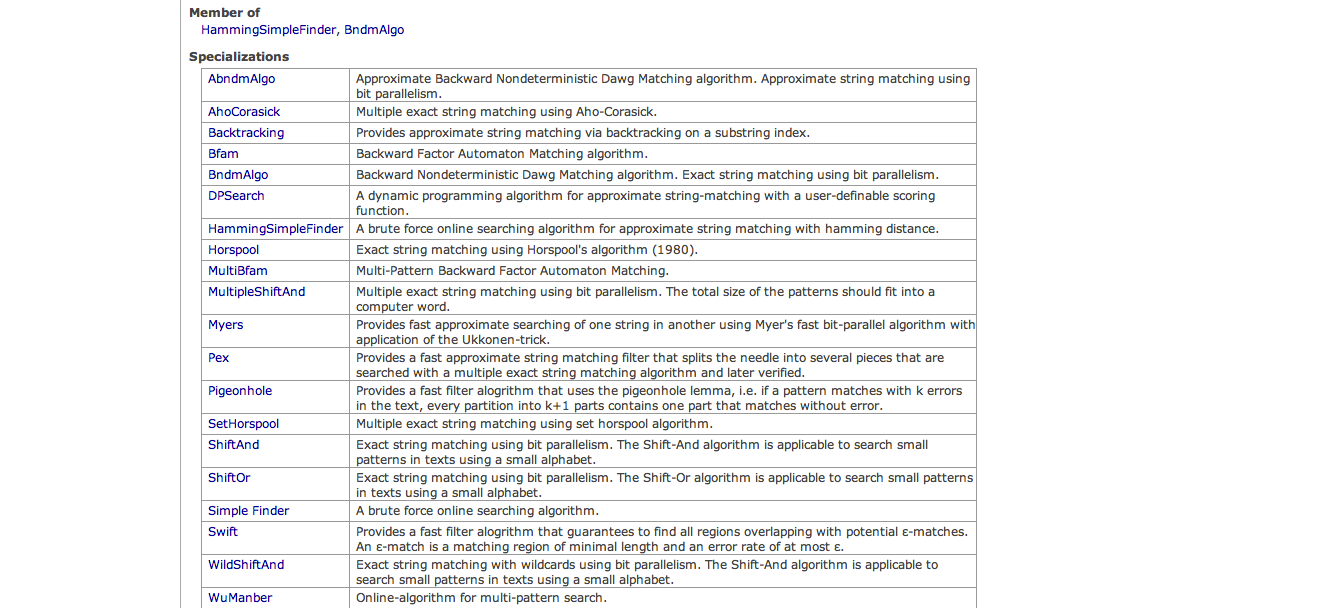 Member of
HammingSimpleFinder, BndmAlgo
Specializations
AbndmAlgo
Approximate Backward Nondeterministic Dawg Matching algorithm. Approximate string matching using
bit parallelism.
AhoCorasick
Multiple exact string matching using Aho-Corasick.
Backtracking
Provides approximate string matching via backtracking on a substring index.
Bfam
Backward Factor Automaton Matching algorithm.
BndmAlgo
Backward Nondeterministic Dawg Matching algorithm. Exact string matching using bit parallelism.
DPSearch
A dynamic programming algorithm for approximate string-matching with a user-definable scoring
function.
HammingSimpleFinder
A brute force online searching algorithm for approximate string matching with hamming distance.
Horspool
Exact string matching using Horspool's algorithm (1980).
MultiBfam
Multi-Pattern Backward Factor Automaton Matching.
MultipleShiftAnd
Multiple exact string matching using bit parallelism. The total size of the patterns should fit into a
computer word.
Myers
Provides fast approximate searching of one string in another using Myer's fast bit-parallel algorithm with
application of the Ukkonen-trick.
Pex
Provides a fast approximate string matching filter that splits the needle into several pieces that are
searched with a multiple exact string matching algorithm and later verified.
Pigeonhole
Provides a fast filter alogrithm that uses the pigeonhole lemma, i.e. if a pattern matches with k errors
in the text, every partition into k+1 parts contains one part that matches without error.
SetHorspool
Multiple exact string matching using set horspool algorithm.
ShiftAnd
Exact string matching using bit parallelism. The Shift-And algorithm is applicable to search small
patterns in texts using a small alphabet.
ShiftOr
Exact string matching using bit parallelism. The Shift-Or algorithm is applicable to search small patterns
in texts using a small alphabet.
Simple Finder
A brute force online searching algorithm.
Swift
Provides a fast filter alogrithm that guarantees to find all regions overlapping with potential ε-matches.
An ε-match is a matching region of minimal length and an error rate of at most ε.
WildShiftAnd
Exact string matching with wildcards using bit parallelism. The Shift-And algorithm is applicable to
search small patterns in texts using a small alphabet.
WuManber
Online-algorithm for multi-pattern search.